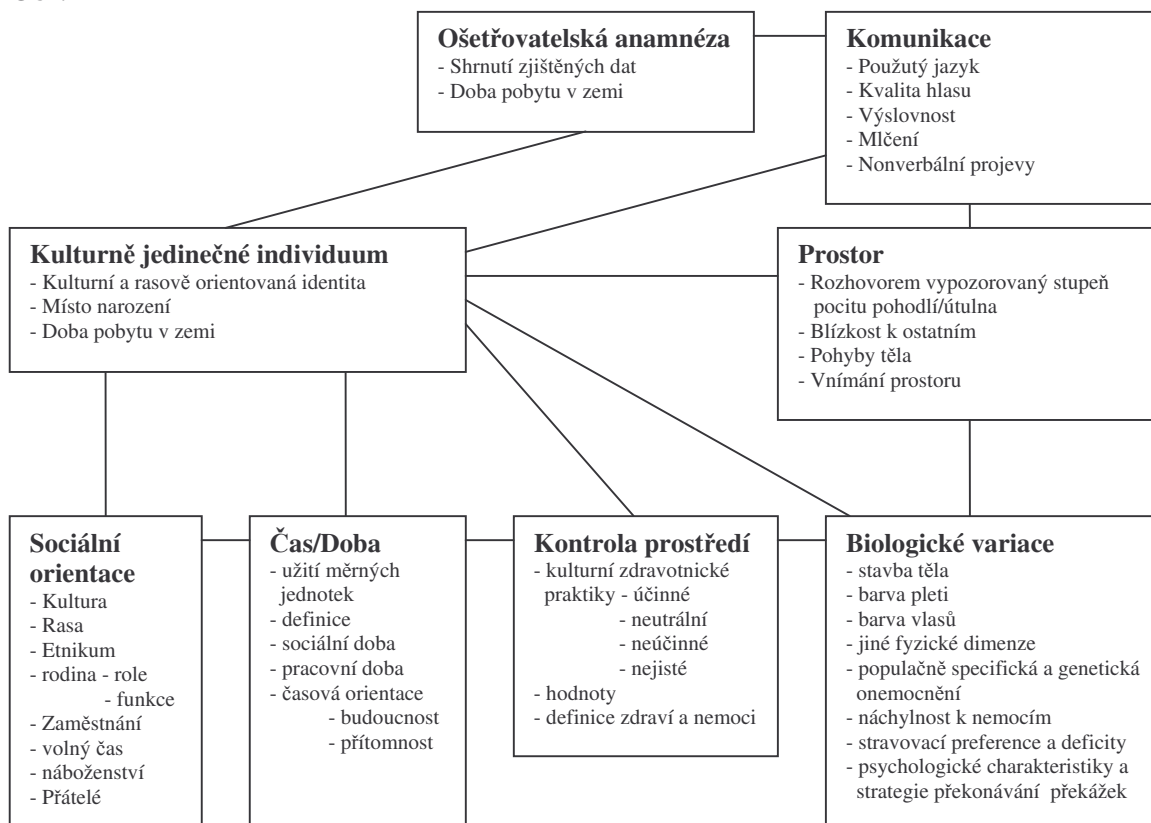 Ošetřovatelská anamnéza
- Shrnutí zjištěných dat
- Doba pobytu v zemi
Komunikace
- Použutý jazyk
- Kvalita hlasu
- Výslovnost
- Mlčení
- Nonverbální projevy
Kulturně jedinečné individuum
- Kulturní a rasově orientovaná identita
- Místo narození
- Doba pobytu v zemi
Prostor
- Rozhovorem vypozorovaný stupeň
pocitu pohodlí/útulna
- Blízkost k ostatním
- Pohyby těla
- Vnímání prostoru
Sociální
orientace
- Kultura
- Rasa
- Etnikum
- rodina - role
- funkce
- Zaměstnání
- volný čas
- náboženství
- Přátelé
Čas/Doba
- užití měrných
jednotek
- definice
- sociální doba
- pracovní doba
- časová orientace
- budoucnost
- přítomnost
Kontrola prostředí
- kulturní zdravotnické
praktiky - účinné
- neutrální
- neúčinné
- nejisté
- hodnoty
- definice zdraví a nemoci
Biologické variace
- stavba těla
- barva pleti
- barva vlasů
- jiné fyzické dimenze
- populačně specifická a genetická
onemocnění
- náchylnost k nemocím
- stravovací preference a deficity
- psychologické charakteristiky a
strategie překonávání překážek